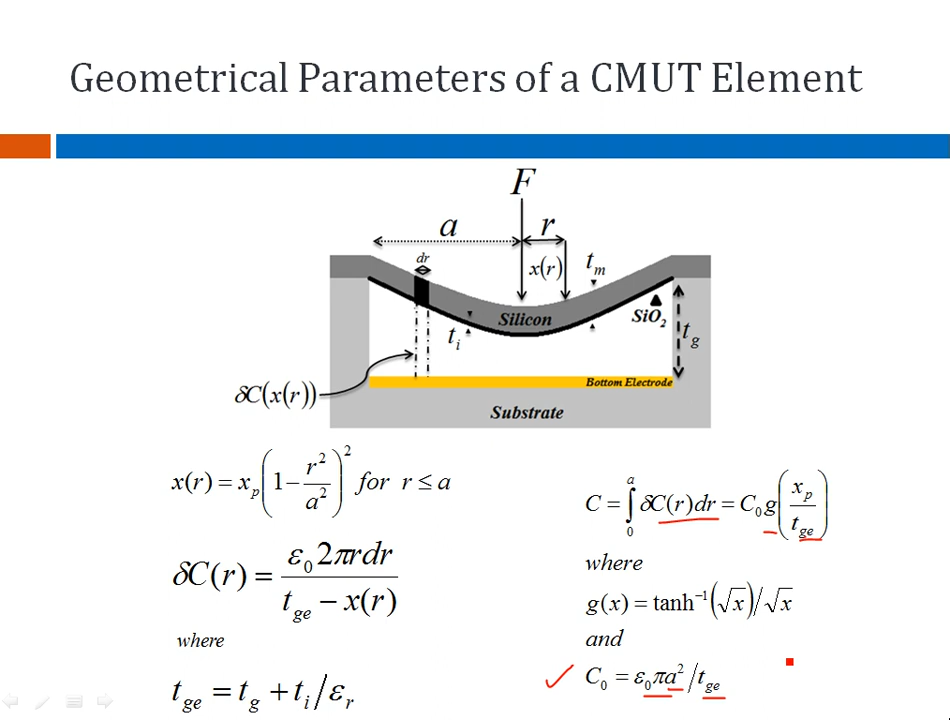 Geometrical Parameters of a CMUT Element
F
a
r
dr
x(r)
t_m
Silicon
SiO₂
t_i
t_g
Bottom Electrode
δC(x(r))
Substrate
x(r) = x_p (1 − r²/a²)² for r ≤ a
δC(r) = ε₀2πrdr / (t_ge − x(r))
where
t_ge = t_g + t_i/ε_r
C = ∫₀ᵃ δC(r)dr = C₀g(x_p/t_ge)
where
g(x) = tanh⁻¹(√x)/√x
and
C₀ = ε₀πa²/t_ge